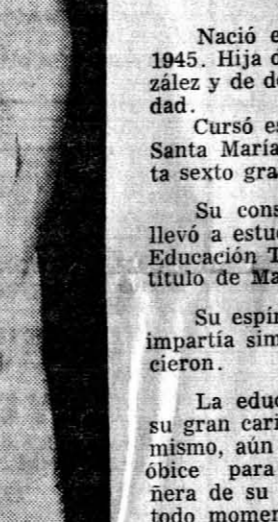 Nació e
1945. Hija d
zález y de d
dad.
Cursó es
Santa María
ta sexto gra
Su cons
llevó a estu
Educación T
título de Ma
Su espír
impartía sim
cieron.
La educ
su gran cari
mismo, aún
óbice para
ñera de su
todo momen